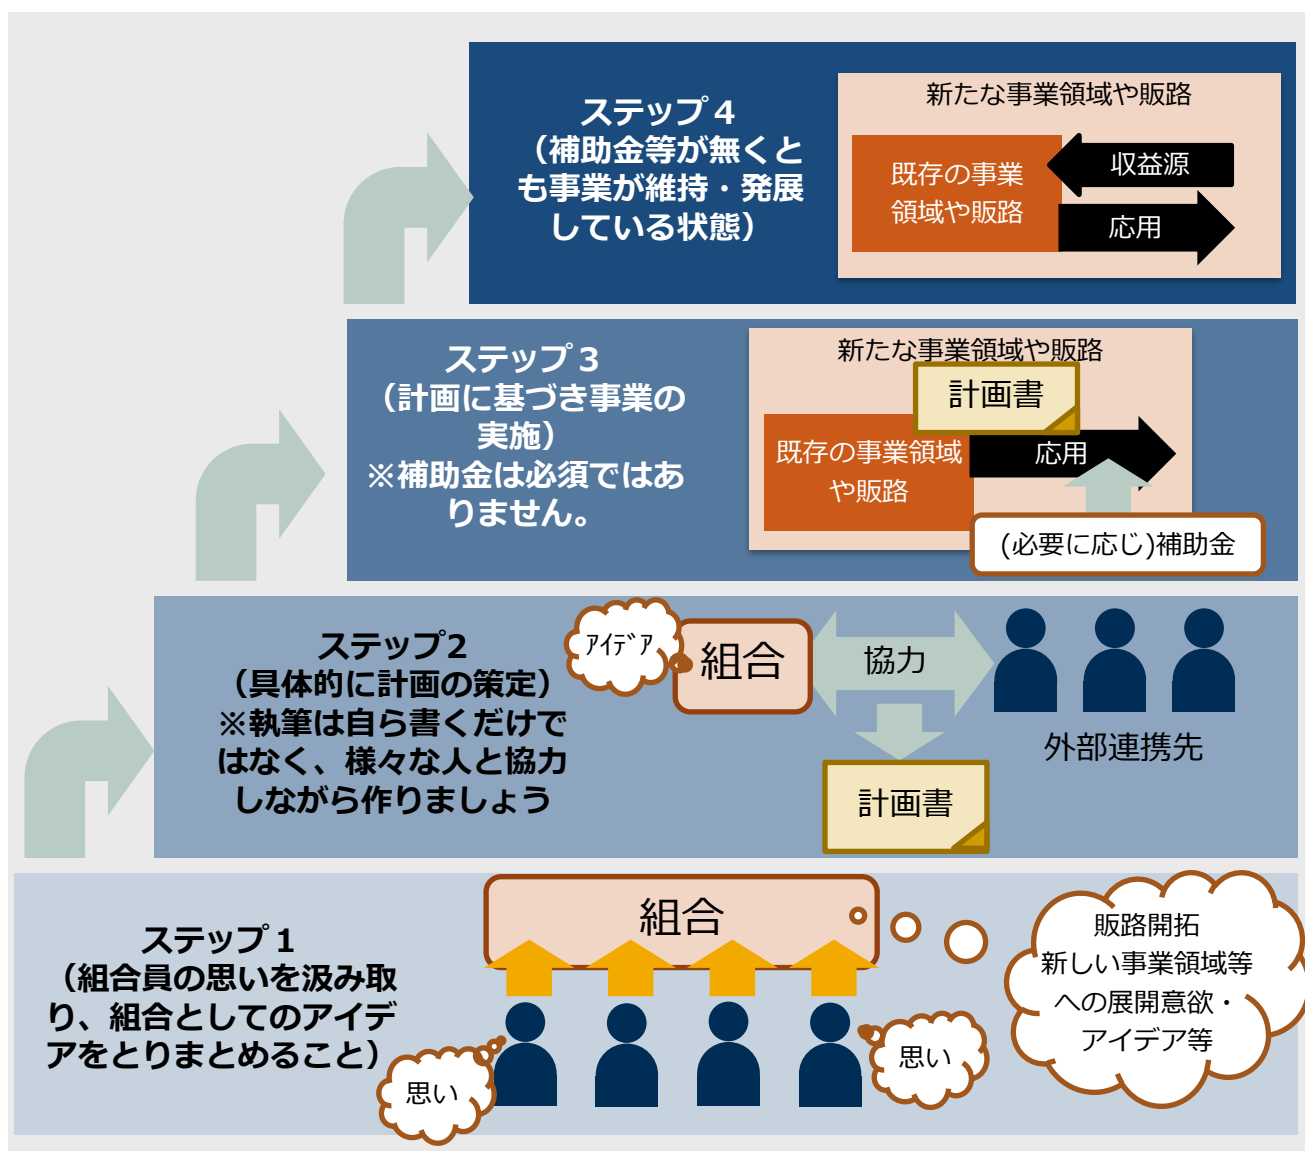 ステップ４
（補助金等が無くと
も事業が維持・発展
している状態）
新たな事業領域や販路
既存の事業
領域や販路
収益源
応用
ステップ３
（計画に基づき事業の
実施）
※補助金は必須ではあ
りません。
新たな事業領域や販路
計画書
既存の事業領域
や販路
応用
(必要に応じ)補助金
ステップ2
（具体的に計画の策定）
※執筆は自ら書くだけで
はなく、様々な人と協力
しながら作りましょう
ｱｲﾃﾞｱ
組合
協力
外部連携先
計画書
ステップ１
（組合員の思いを汲み取
り、組合としてのアイデ
アをとりまとめること）
組合
思い
思い
販路開拓
新しい事業領域等
への展開意欲・
アイデア等